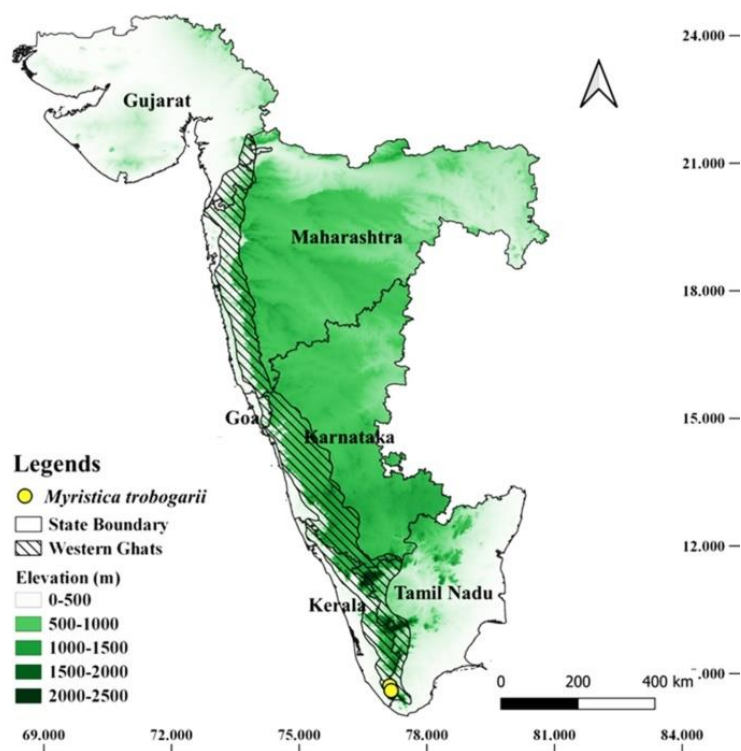 24.000
Gujarat
21.000
Maharashtra
18.000
Goa
15.000
Karnataka
Legends
Myristica trobogarii
State Boundary
Western Ghats
12.000
Elevation (m)
Kerala
Tamil Nadu
0-500
500-1000
1000-1500
1500-2000
2000-2500
9.000
0 200 400 km
69.000 72.000 75.000 78.000 81.000 84.000